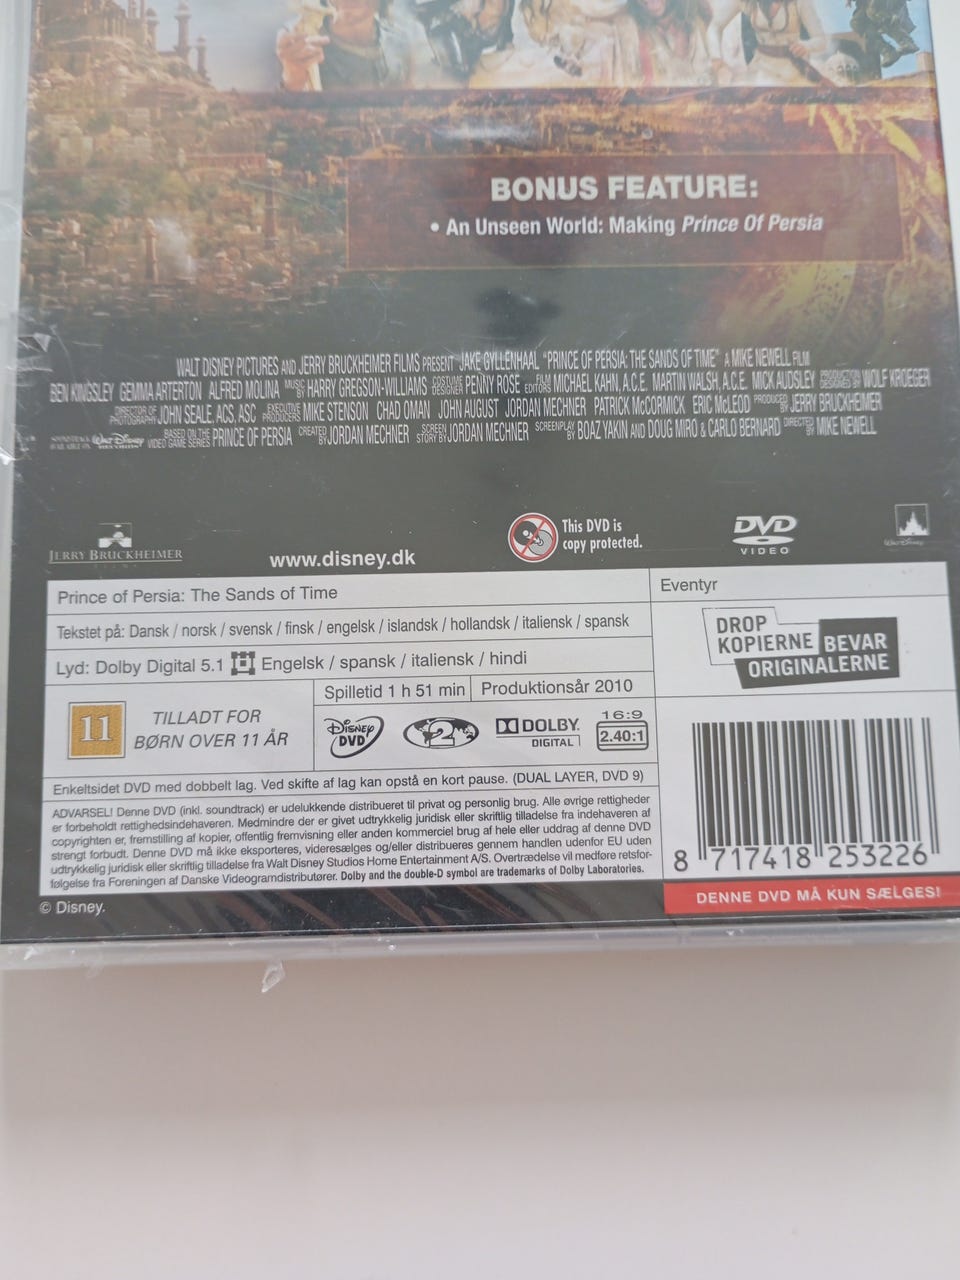 BONUS FEATURE:
• An Unseen World: Making Prince Of Persia
WALT DISNEY PICTURES AND JERRY BRUCKHEIMER FILMS PRESENT JAKE GYLLENHAAL "PRINCE OF PERSIA: THE SANDS OF TIME" A MIKE NEWELL FILM
BEN KINGSLEY GEMMA ARTERTON ALFRED MOLINA MUSIC BY HARRY GREGSON-WILLIAMS COSTUME DESIGNER PENNY ROSE FILM EDITORS MICHAEL KAHN, A.C.E. MARTIN WALSH, A.C.E. MICK AUDSLEY PRODUCTION DESIGNED BY WOLF KROEGER
DIRECTOR OF PHOTOGRAPHY JOHN SEALE, ACS, ASC EXECUTIVE PRODUCERS MIKE STENSON CHAD OMAN JOHN AUGUST JORDAN MECHNER PATRICK McCORMICK ERIC McLEOD PRODUCED BY JERRY BRUCKHEIMER
SOUNDTRACK AVAILABLE ON Walt Disney RECORDS BASED ON THE VIDEO GAME SERIES PRINCE OF PERSIA CREATED BY JORDAN MECHNER SCREEN STORY BY JORDAN MECHNER SCREENPLAY BY BOAZ YAKIN AND DOUG MIRO & CARLO BERNARD DIRECTED BY MIKE NEWELL
JERRY BRUCKHEIMER
FILMS
www.disney.dk
This DVD is
copy protected.
DVD
VIDEO
WALT DISNEY
Prince of Persia: The Sands of Time
Eventyr
Tekstet på: Dansk / norsk / svensk / finsk / engelsk / islandsk / hollandsk / italiensk / spansk
Lyd: Dolby Digital 5.1 Engelsk / spansk / italiensk / hindi
DROP
KOPIERNE BEVAR
ORIGINALERNE
Spilletid 1 h 51 min
Produktionsår 2010
11
TILLADT FOR
BØRN OVER 11 ÅR
DISNEY
DVD
2
DOLBY
DIGITAL
16:9
2.40:1
Enkeltsidet DVD med dobbelt lag. Ved skifte af lag kan opstå en kort pause. (DUAL LAYER, DVD 9)
ADVARSEL! Denne DVD (inkl. soundtrack) er udelukkende distribueret til privat og personlig brug. Alle øvrige rettigheder
er forbeholdt rettighedsindehaveren. Medmindre der er givet udtrykkelig juridisk eller skriftlig tilladelse fra indehaveren af
copyrighten er, fremstilling af kopier, offentlig fremvisning eller anden kommerciel brug af hele eller uddrag af denne DVD
strengt forbudt. Denne DVD må ikke eksporteres, videresælges og/eller distribueres gennem handlen udenfor EU uden
udtrykkelig juridisk eller skriftlig tilladelse fra Walt Disney Studios Home Entertainment A/S. Overtrædelse vil medføre retsfor-
følgelse fra Foreningen af Danske Videogramdistributører. Dolby and the double-D symbol are trademarks of Dolby Laboratories.
8 717418 253226
DENNE DVD MÅ KUN SÆLGES!
© Disney.